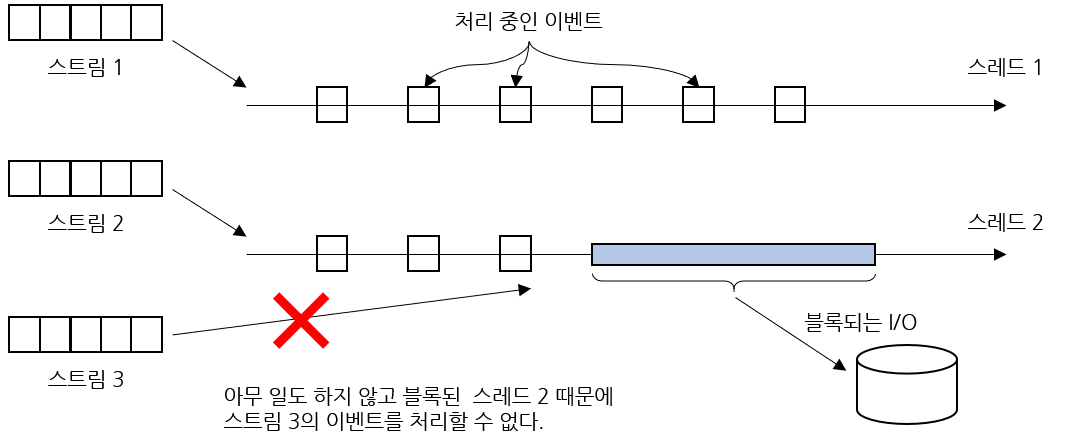 처리 중인 이벤트
스트림 1
스레드 1
스트림 2
스레드 2
블록되는 I/O
스트림 3
아무 일도 하지 않고 블록된 스레드 2 때문에
스트림 3의 이벤트를 처리할 수 없다.